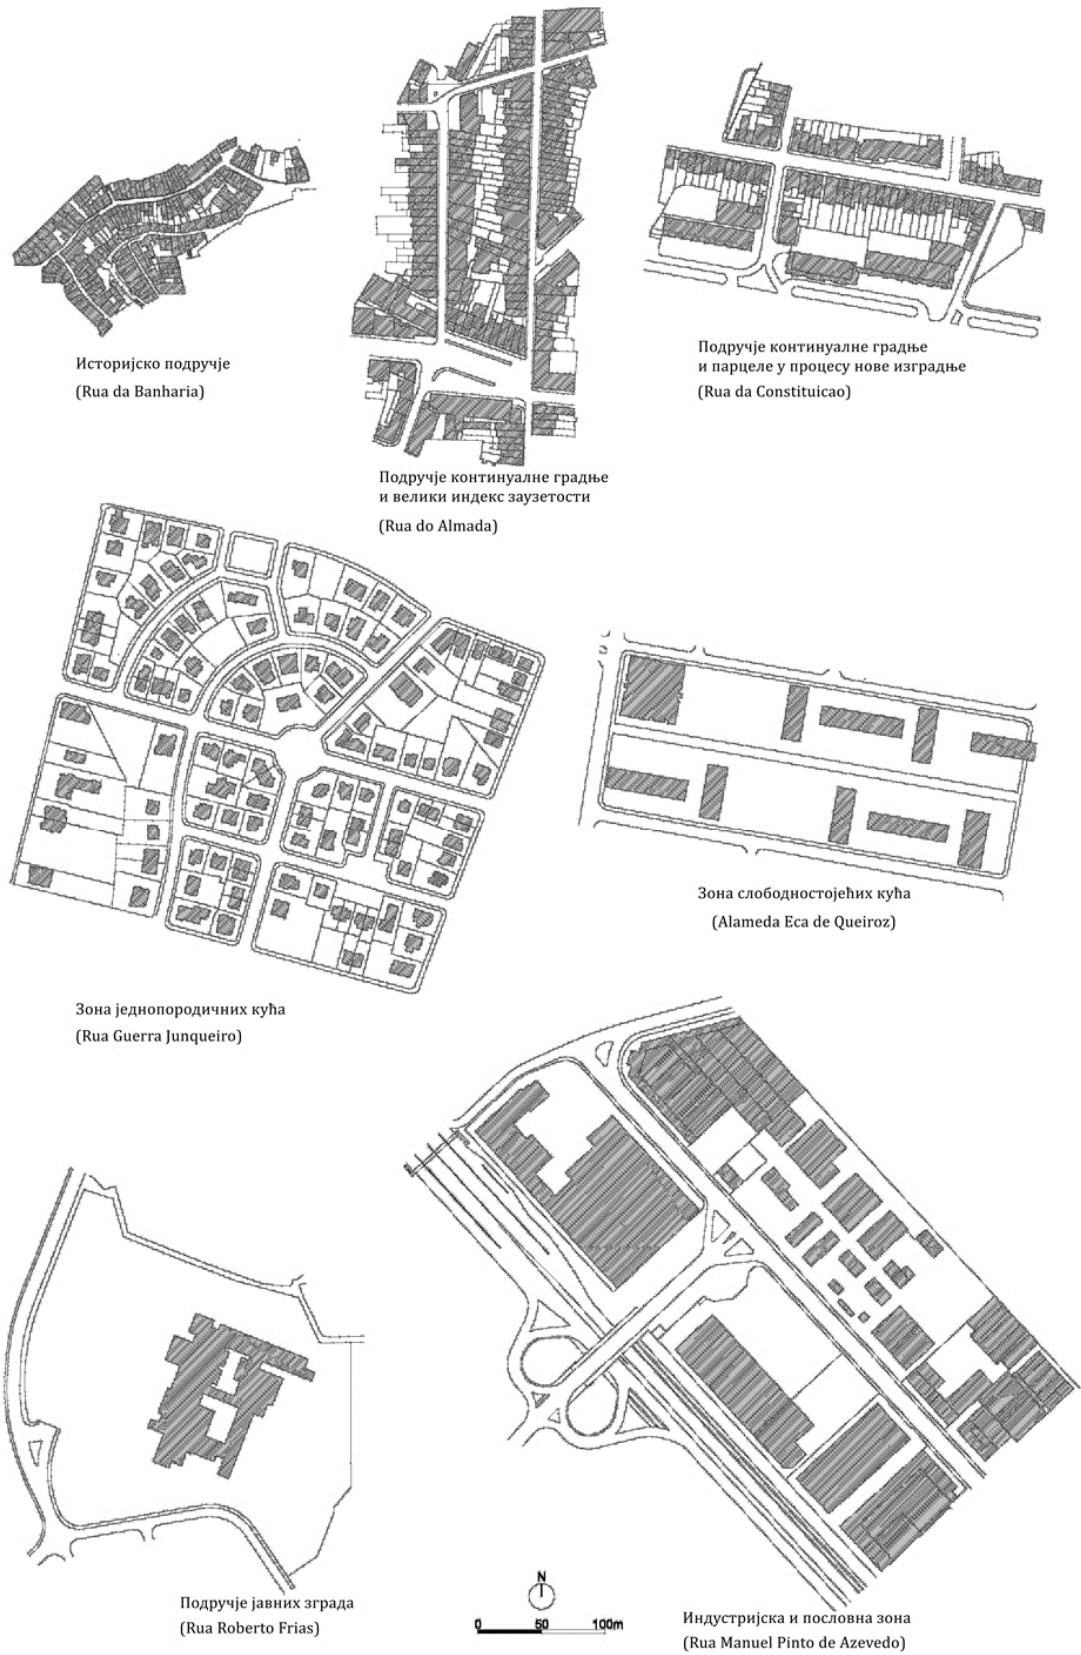 Историјско подручје
(Rua da Banharia)
Подручје континуалне градње
и велики индекс заузетости
(Rua do Almada)
Подручје континуалне градње
и парцеле у процесу нове изградње
(Rua da Constituicao)
Зона једнопородичних кућа
(Rua Guerra Junqueiro)
Зона слободностојећих кућа
(Alameda Eca de Queiroz)
Подручје јавних зграда
(Rua Roberto Frias)
N
0 50 100m
Индустријска и пословна зона
(Rua Manuel Pinto de Azevedo)